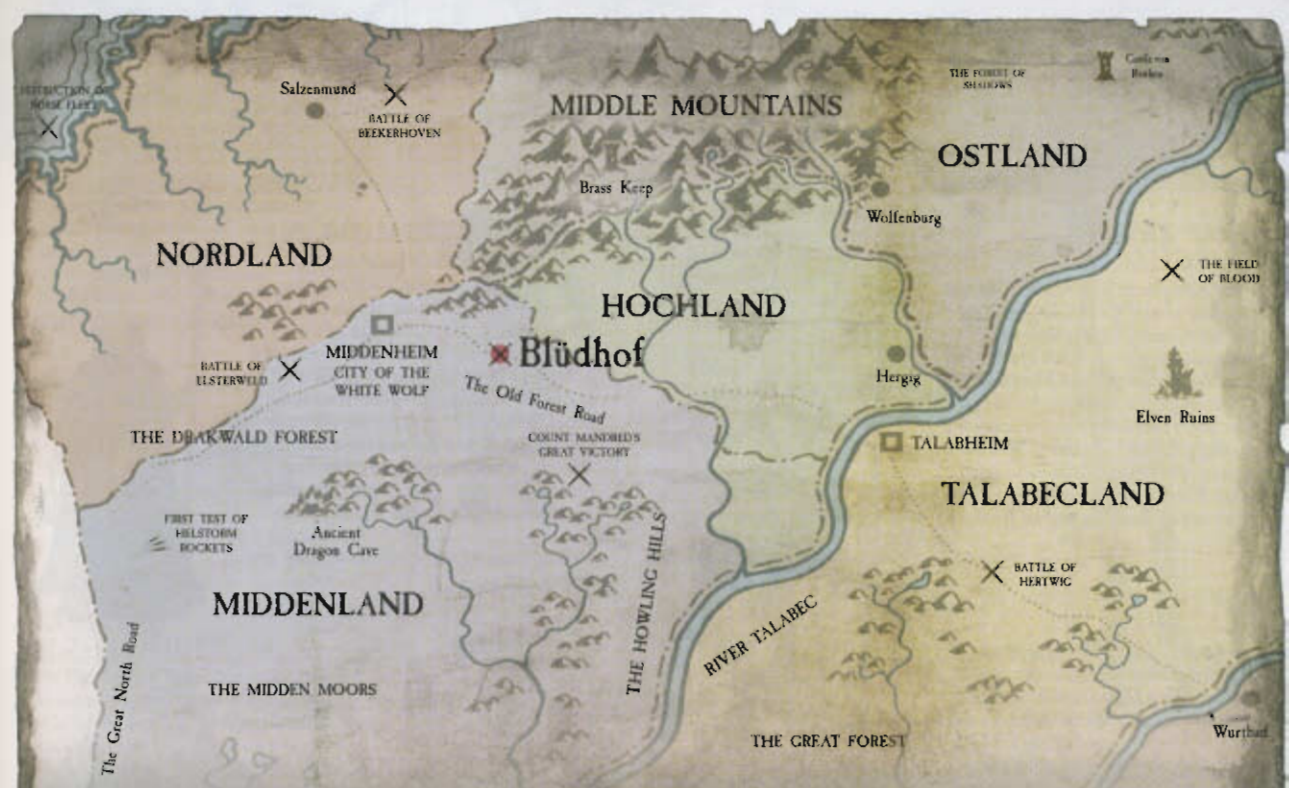 Salzenmund
BATTLE OF
BEEKERHOVEN
MIDDLE MOUNTAINS
THE FOREST OF
SHADOWS
OSTLAND
Brass Keep
Wolfenburg
NORDLAND
THE FIELD
OF BLOOD
HOCHLAND
MIDDENHEIM
CITY OF THE
WHITE WOLF
Blüdhof
BATTLE OF
ELSTERWELD
The Old Forest Road
Hergig
Elven Ruins
THE DRAKWALD FOREST
COUNT MANDRED'S
GREAT VICTORY
TALABHEIM
TALABECLAND
FIRST TEST OF
HELSTORM
ROCKETS
Ancient
Dragon Cave
BATTLE OF
HERTWIG
MIDDENLAND
THE HOWLING HILLS
RIVER TALABEC
The Great North Road
THE MIDDEN MOORS
THE GREAT FOREST